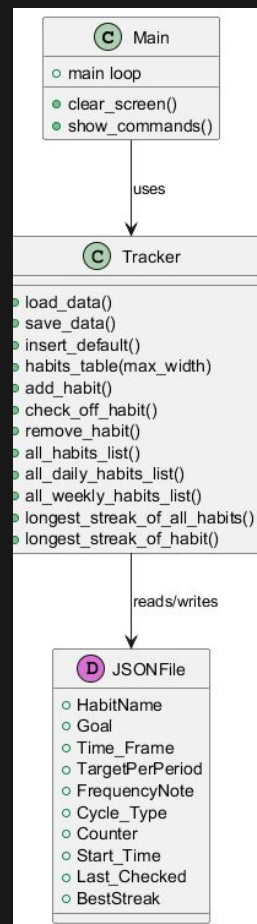 C Main
main loop
clear_screen()
show_commands()
uses
C Tracker
load_data()
save_data()
insert_default()
habits_table(max_width)
add_habit()
check_off_habit()
remove_habit()
all_habits_list()
all_daily_habits_list()
all_weekly_habits_list()
longest_streak_of_all_habits()
longest_streak_of_habit()
reads/writes
D JSONFile
HabitName
Goal
Time_Frame
TargetPerPeriod
FrequencyNote
Cycle_Type
Counter
Start_Time
Last_Checked
BestStreak